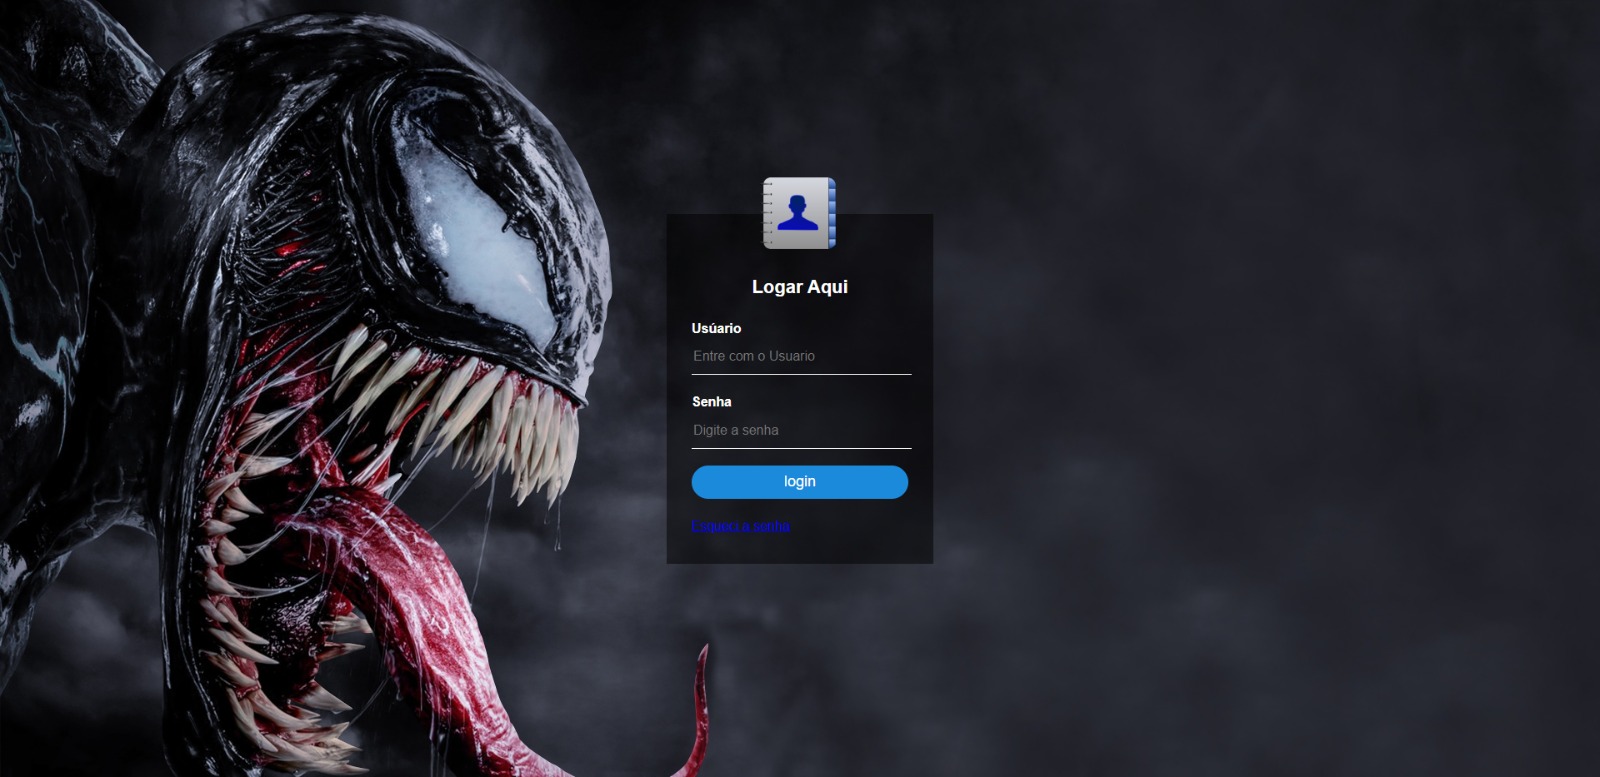 Logar Aqui
Usúario
Entre com o Usuario
Senha
Digite a senha
login
Esqueci a senha